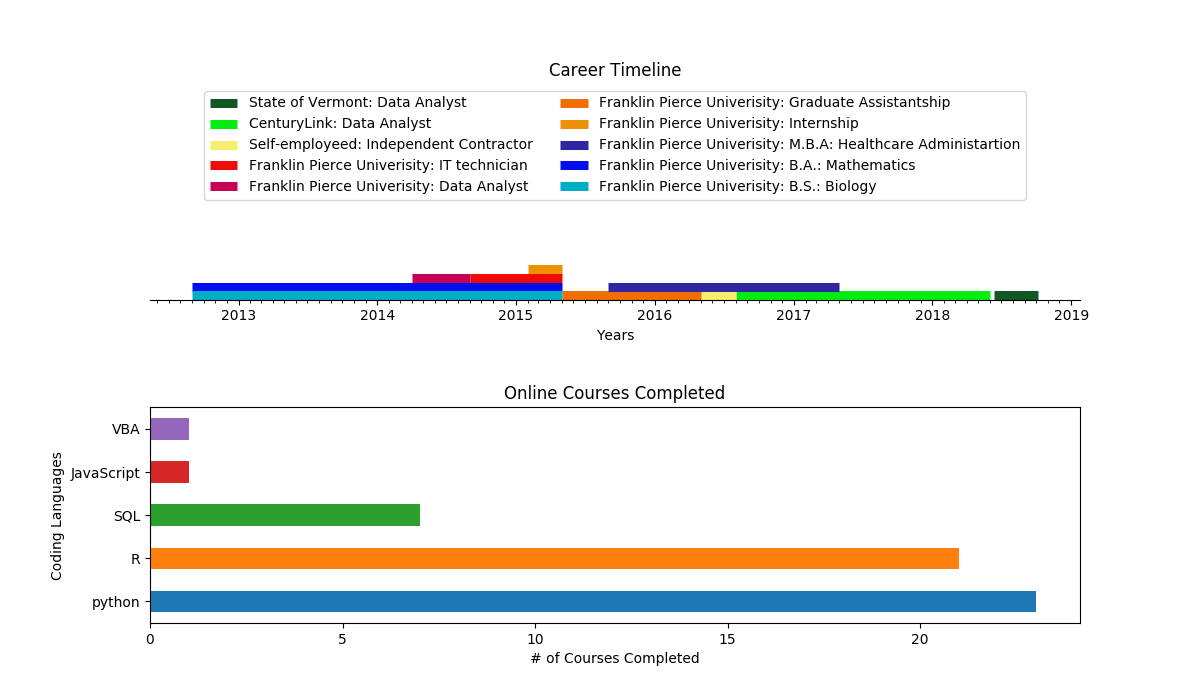 Career Timeline
State of Vermont: Data Analyst
CenturyLink: Data Analyst
Self-employeed: Independent Contractor
Franklin Pierce Univerisity: IT technician
Franklin Pierce Univerisity: Data Analyst
Franklin Pierce Univerisity: Graduate Assistantship
Franklin Pierce Univerisity: Internship
Franklin Pierce Univerisity: M.B.A: Healthcare Administartion
Franklin Pierce Univerisity: B.A.: Mathematics
Franklin Pierce Univerisity: B.S.: Biology
2013 2014 2015 2016 2017 2018 2019
Years
Online Courses Completed
Coding Languages
VBA
JavaScript
SQL
R
python
0 5 10 15 20
# of Courses Completed